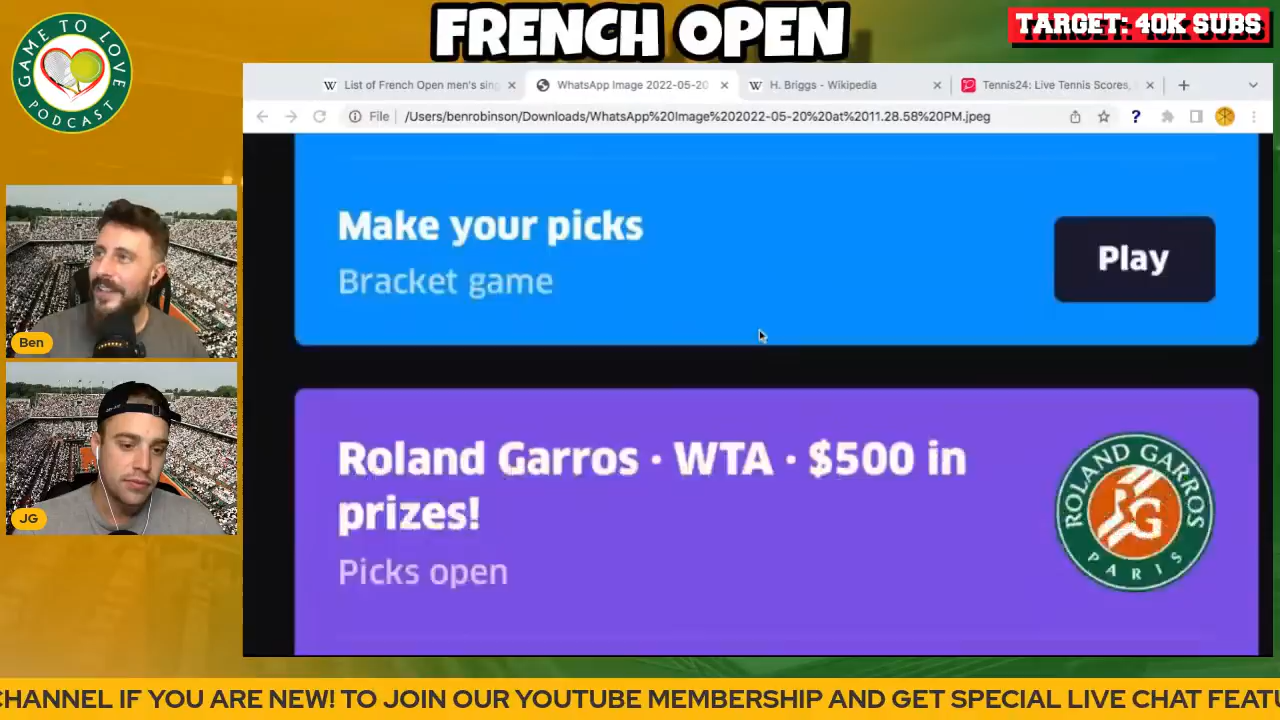 FRENCH OPEN
TARGET: 40K SUBS
GAME TO LOVE
PODCAST
List of French Open men's sing
WhatsApp Image 2022-05-20
H. Briggs - Wikipedia
Tennis24: Live Tennis Scores,
File
/Users/benrobinson/Downloads/WhatsApp%20Image%202022-05-20%20at%2011.28.58%20PM.jpeg
Make your picks
Bracket game
Play
Ben
JG
Roland Garros · WTA · $500 in
prizes!
Picks open
ROLAND GARROS
RG
PARIS
CHANNEL IF YOU ARE NEW! TO JOIN OUR YOUTUBE MEMBERSHIP AND GET SPECIAL LIVE CHAT FEATU